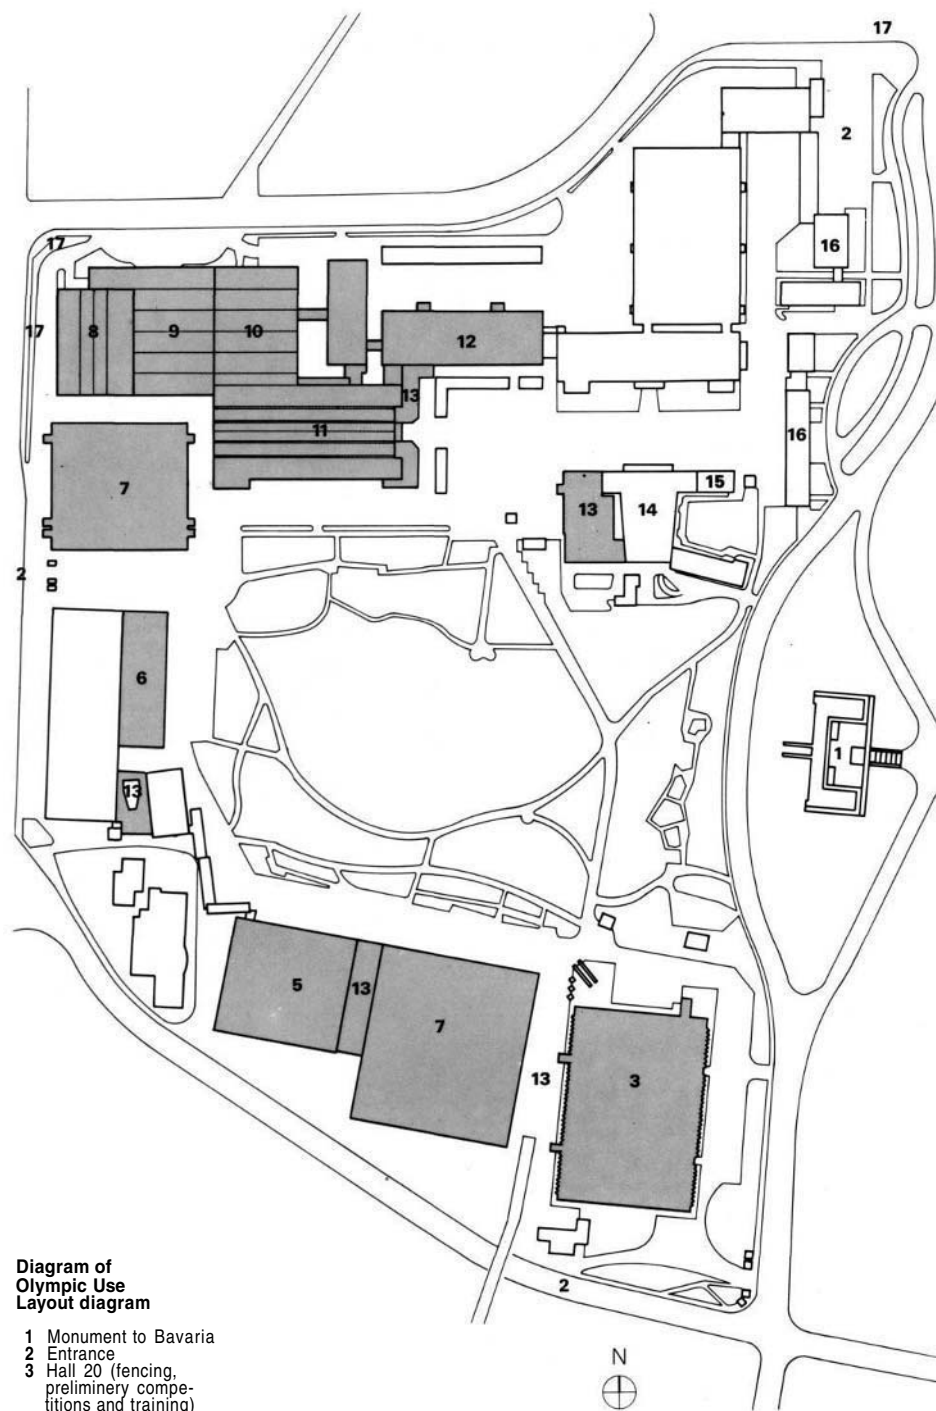 17
2
16
17
17
8
9
10
12
13
11
16
7
13
14
15
2
6
1
13
5
13
7
13
3
2
Diagram of
Olympic Use
Layout diagram
1 Monument to Bavaria
2 Entrance
3 Hall 20 (fencing,
preliminery compe-
titions and training)
N